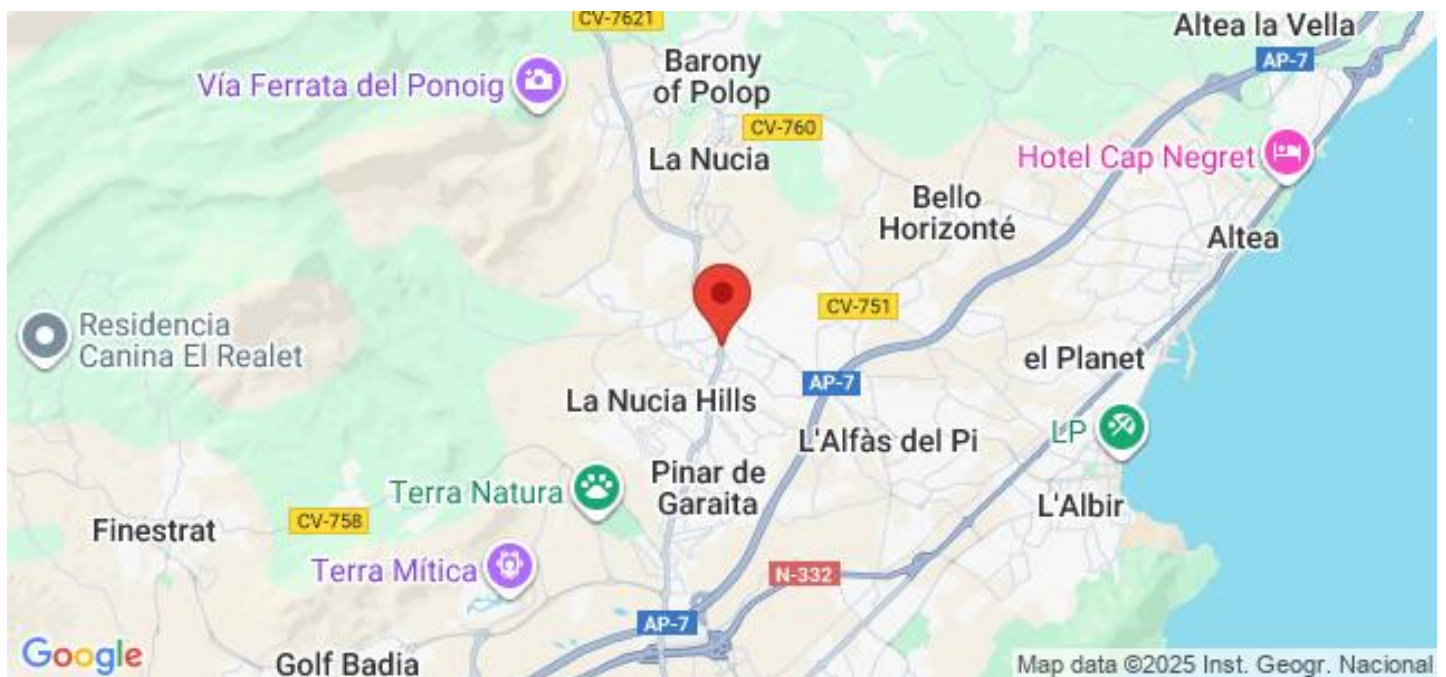 CV-7621
Altea la Vella
AP-7
Barony
of Polop
Vía Ferrata del Ponoig
CV-760
La Nucia
Hotel Cap Negret
Bello
Horizonté
Altea
CV-751
Residencia
Canina El Realet
el Planet
AP-7
La Nucia Hills
L'Alfàs del Pi
LP
Pinar de
Garaita
Terra Natura
L'Albir
CV-758
Finestrat
Terra Mítica
N-332
AP-7
Google
Golf Badia
Map data ©2025 Inst. Geogr. Nacional